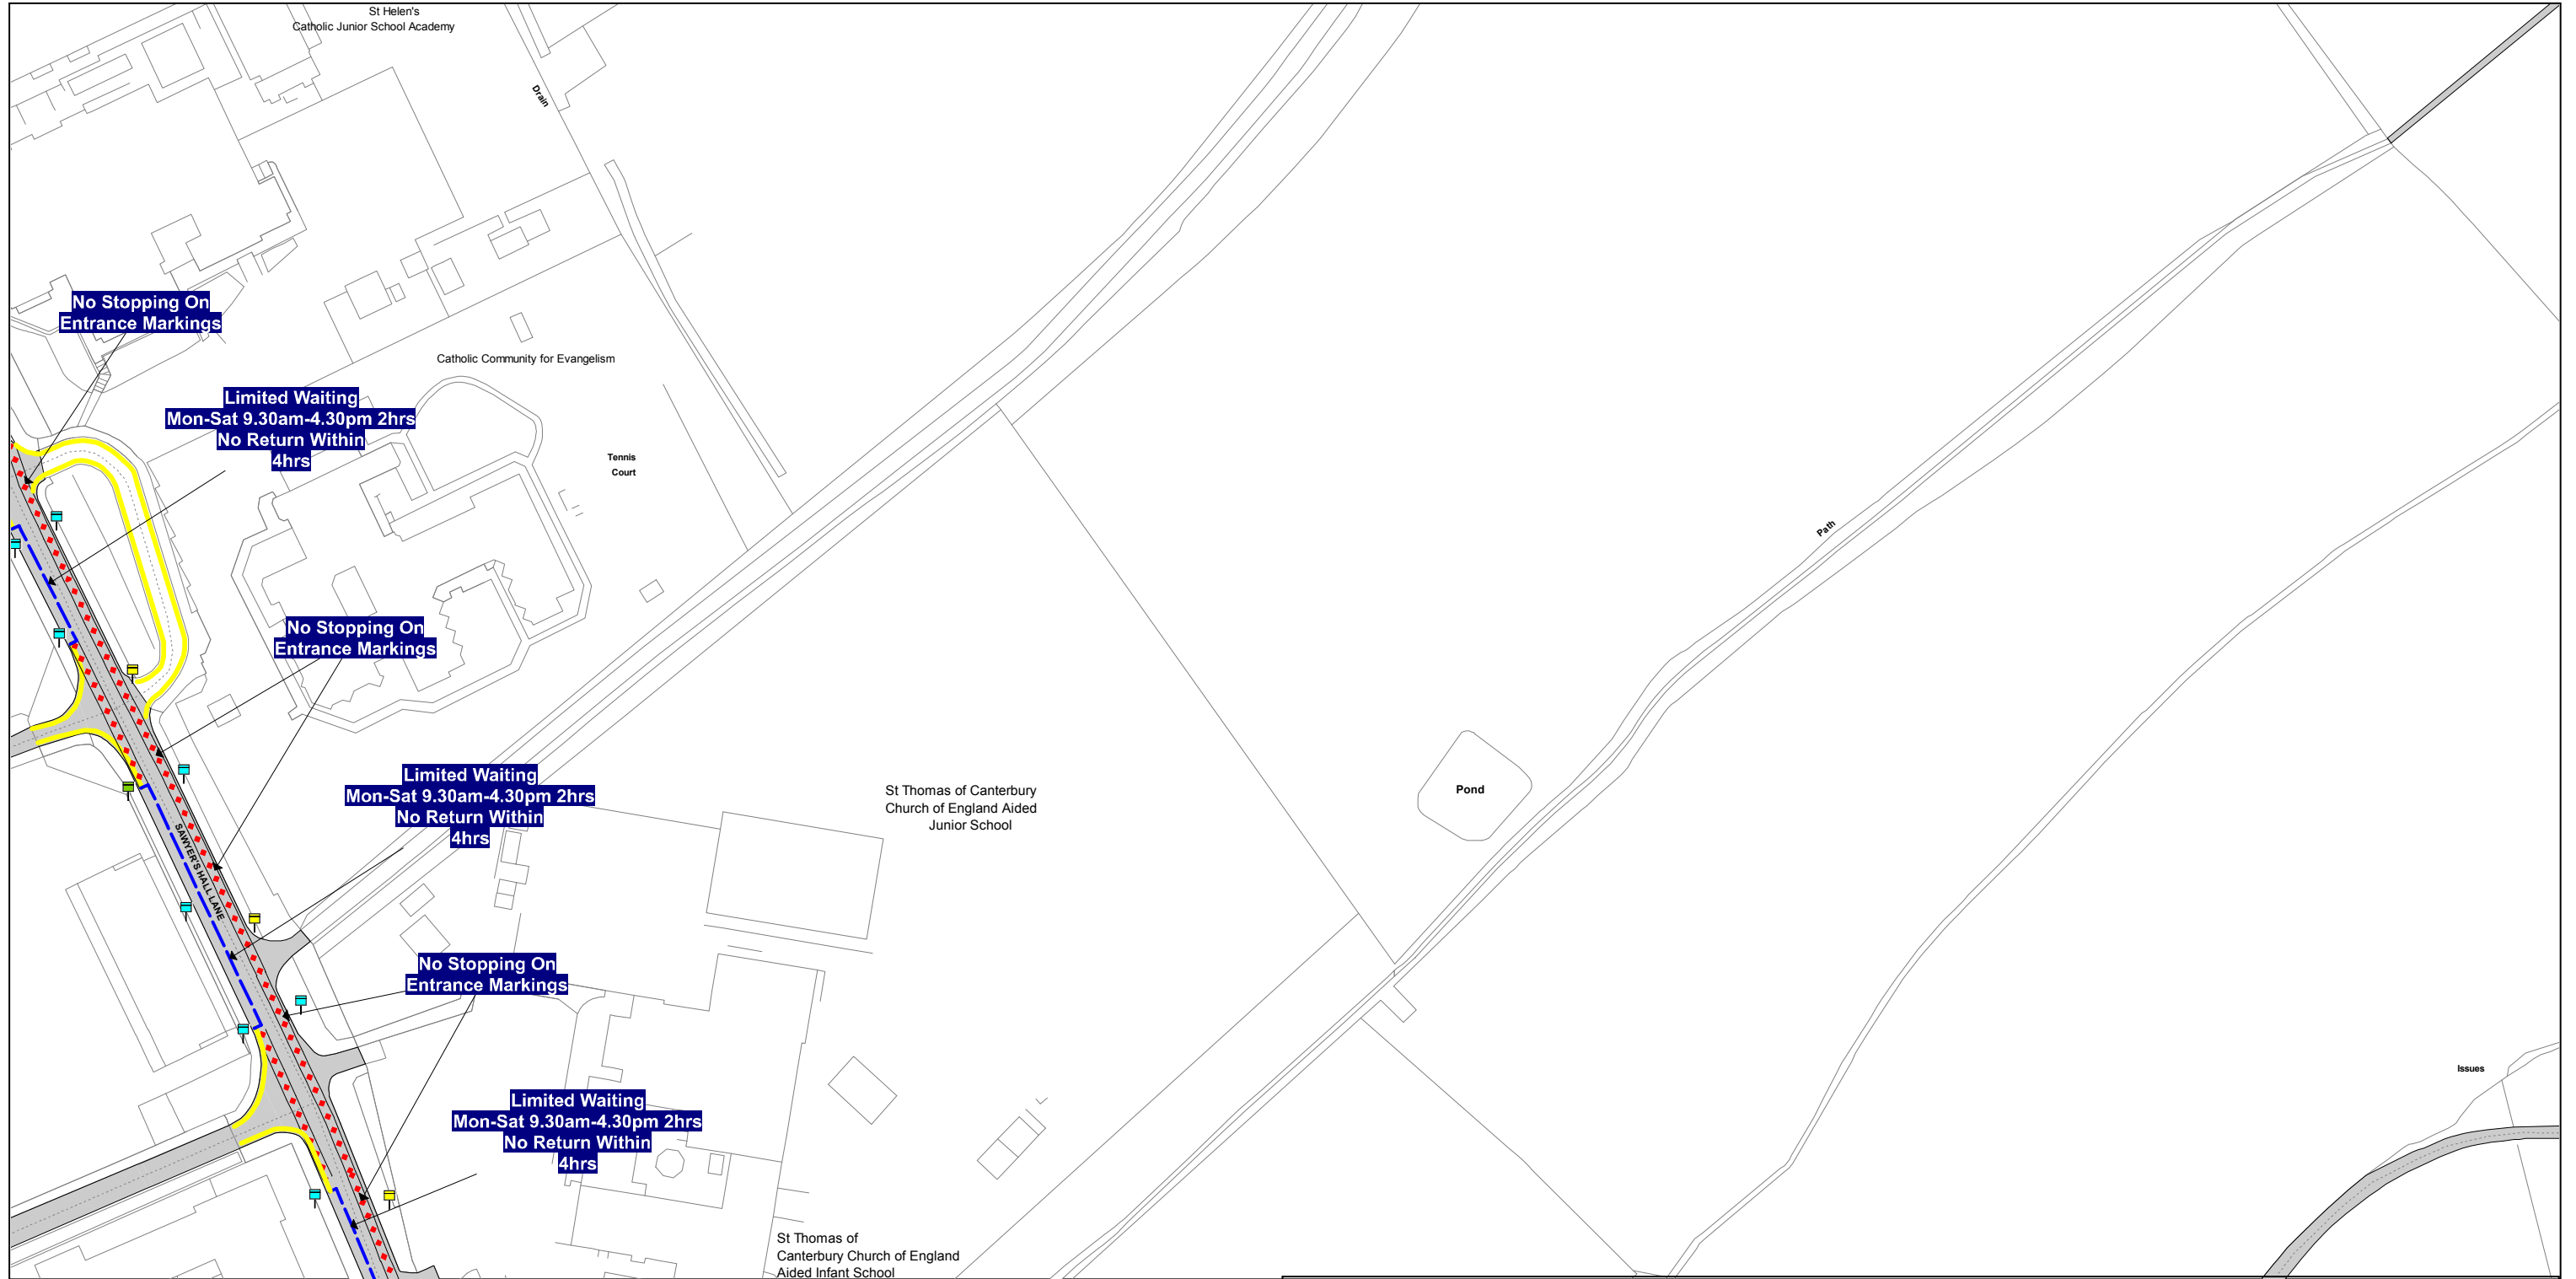 St Helen's
Catholic Junior School Academy
Drain
No Stopping On
Entrance Markings
Catholic Community for Evangelism
Limited Waiting
Mon-Sat 9.30am-4.30pm 2hrs
No Return Within
4hrs
Tennis
Court
Path
No Stopping On
Entrance Markings
Limited Waiting
Mon-Sat 9.30am-4.30pm 2hrs
No Return Within
4hrs
St Thomas of Canterbury
Church of England Aided
Junior School
Pond
SAWYER'S HALL LANE
No Stopping On
Entrance Markings
Issues
Limited Waiting
Mon-Sat 9.30am-4.30pm 2hrs
No Return Within
4hrs
St Thomas of
Canterbury Church of England
Aided Infant School